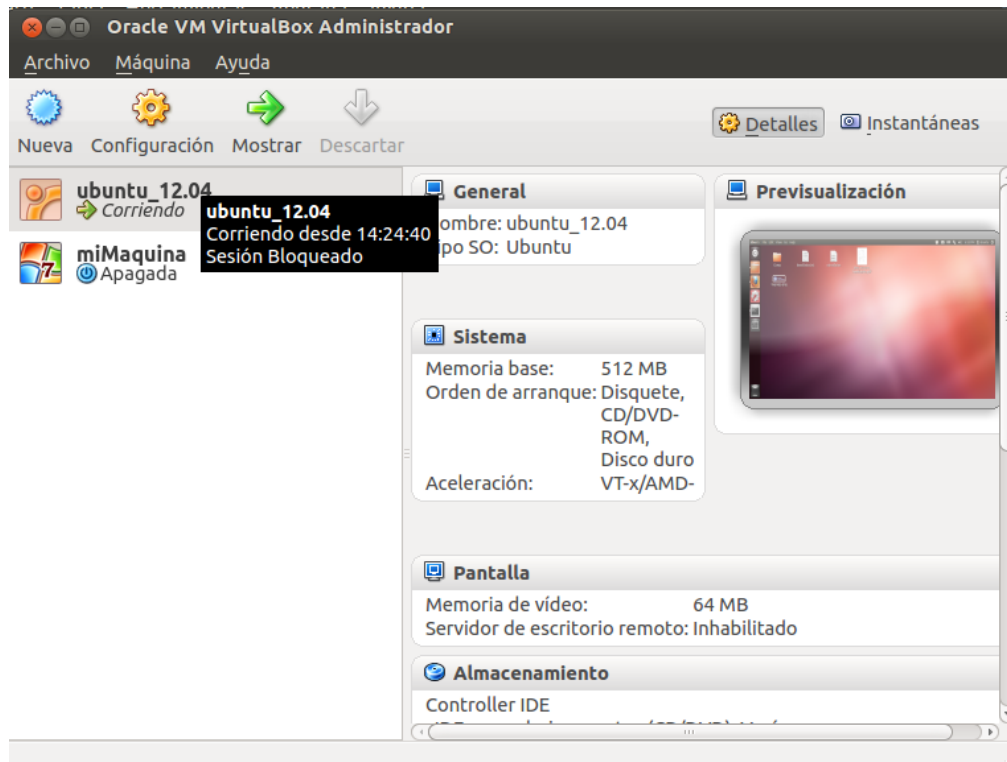 Oracle VM VirtualBox Administrador
Archivo Máquina Ayuda
Nueva Configuración Mostrar Descartar
Detalles Instantáneas
ubuntu_12.04
Corriendo
miMaquina
Apagada
ubuntu_12.04
Corriendo desde 14:24:40
Sesión Bloqueado
General
ombre: ubuntu_12.04
ipo SO: Ubuntu
Previsualización
Sistema
Memoria base: 512 MB
Orden de arranque: Disquete,
CD/DVD-
ROM,
Disco duro
Aceleración: VT-x/AMD-
Pantalla
Memoria de vídeo: 64 MB
Servidor de escritorio remoto: Inhabilitado
Almacenamiento
Controller IDE